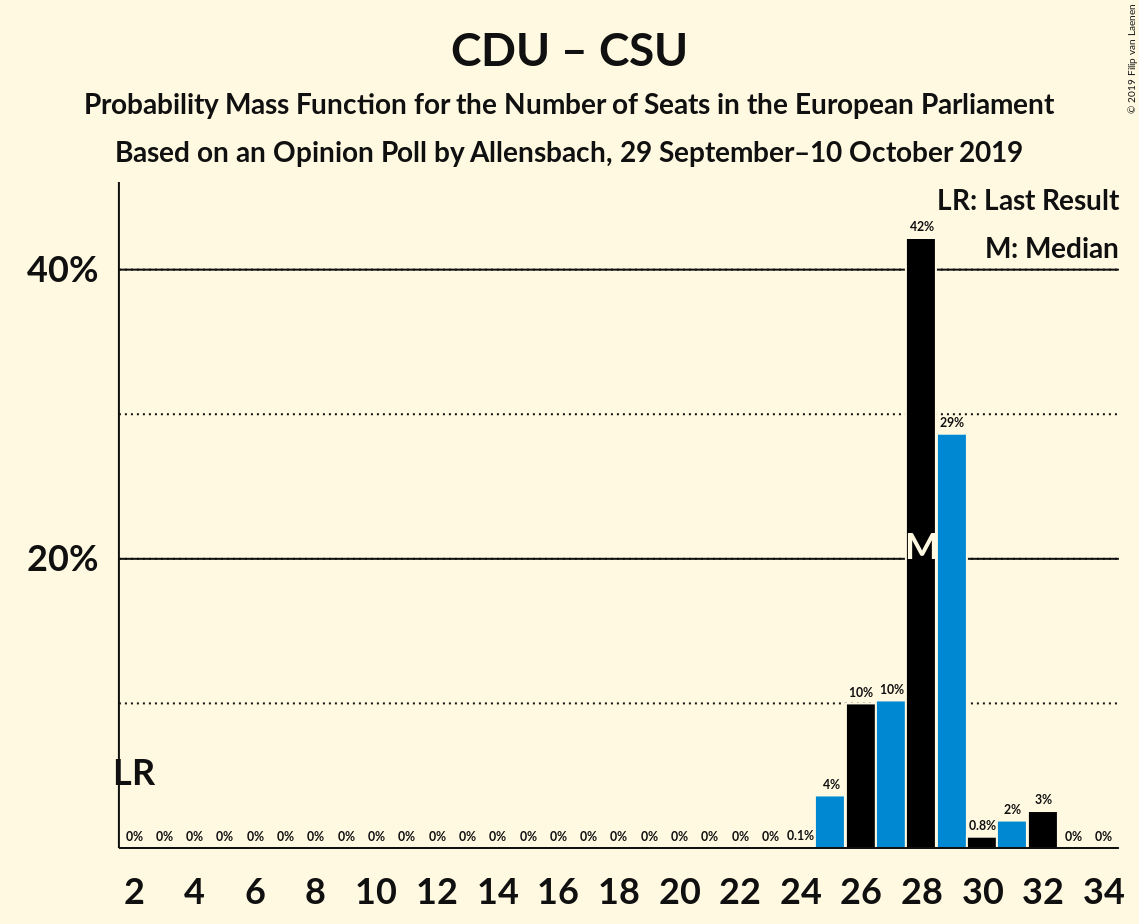 CDU – CSU
Probability Mass Function for the Number of Seats in the European Parliament
Based on an Opinion Poll by Allensbach, 29 September–10 October 2019
© 2019 Filip van Laenen
LR: Last Result
M: Median
40%
20%
LR
M
0% 0% 0% 0% 0% 0% 0% 0% 0% 0% 0% 0% 0% 0% 0% 0% 0% 0% 0% 0% 0% 0% 0.1% 4% 10% 10% 42% 29% 0.8% 2% 3% 0% 0%
2 4 6 8 10 12 14 16 18 20 22 24 26 28 30 32 34